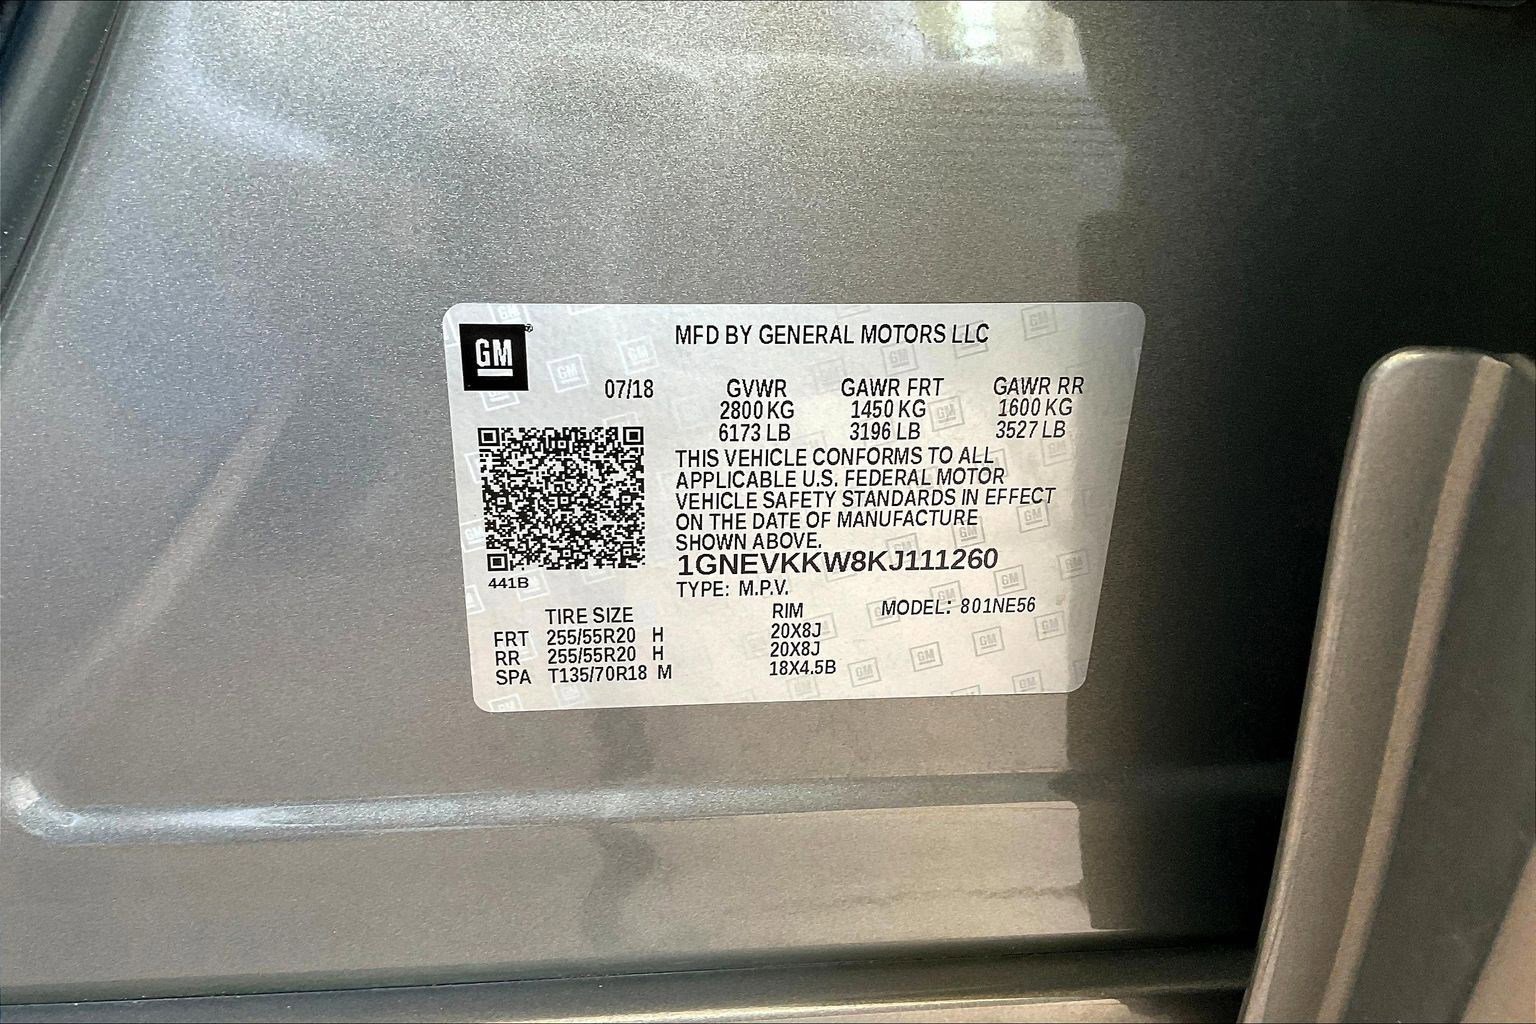 GM
MFD BY GENERAL MOTORS LLC
07/18 GVWR GAWR FRT GAWR RR
2800 KG 1450 KG 1600 KG
6173 LB 3196 LB 3527 LB
THIS VEHICLE CONFORMS TO ALL
APPLICABLE U.S. FEDERAL MOTOR
VEHICLE SAFETY STANDARDS IN EFFECT
ON THE DATE OF MANUFACTURE
SHOWN ABOVE.
1GNEVKKW8KJ111260
441B
TYPE: M.P.V.
MODEL: 801NE56
TIRE SIZE RIM
FRT 255/55R20 H 20X8J
RR 255/55R20 H 20X8J
SPA T135/70R18 M 18X4.5B